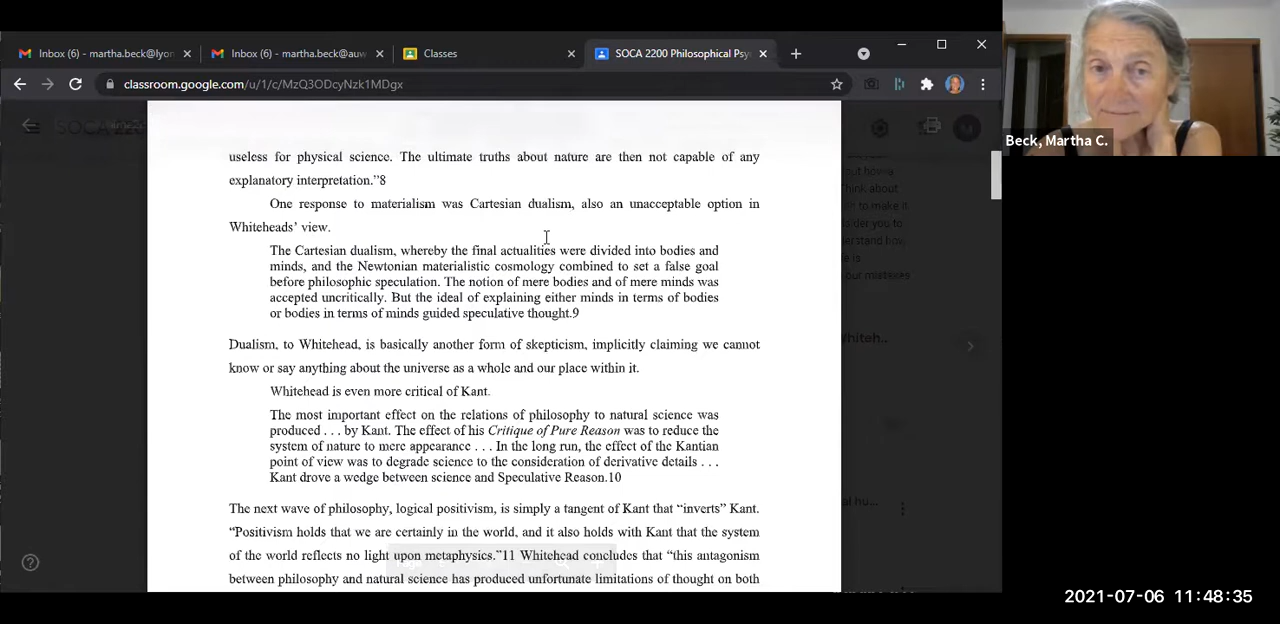 Inbox (6) - martha.beck@lyon
Inbox (6) - martha.beck@auw
Classes
SOCA 2200 Philosophical Psy
classroom.google.com/u/1/c/MzQ3ODcyNzk1MDgx
Beck, Martha C.
useless for physical science. The ultimate truths about nature are then not capable of any
explanatory interpretation.”8
One response to materialism was Cartesian dualism, also an unacceptable option in
Whiteheads’ view.
The Cartesian dualism, whereby the final actualities were divided into bodies and
minds, and the Newtonian materialistic cosmology combined to set a false goal
before philosophic speculation. The notion of mere bodies and of mere minds was
accepted uncritically. But the ideal of explaining either minds in terms of bodies
or bodies in terms of minds guided speculative thought.9
Dualism, to Whitehead, is basically another form of skepticism, implicitly claiming we cannot
know or say anything about the universe as a whole and our place within it.
Whitehead is even more critical of Kant.
The most important effect on the relations of philosophy to natural science was
produced . . . by Kant. The effect of his Critique of Pure Reason was to reduce the
system of nature to mere appearance . . . In the long run, the effect of the Kantian
point of view was to degrade science to the consideration of derivative details . . .
Kant drove a wedge between science and Speculative Reason.10
The next wave of philosophy, logical positivism, is simply a tangent of Kant that “inverts” Kant.
“Positivism holds that we are certainly in the world, and it also holds with Kant that the system
of the world reflects no light upon metaphysics.”11 Whitehead concludes that “this antagonism
between philosophy and natural science has produced unfortunate limitations of thought on both
2021-07-06 11:48:35